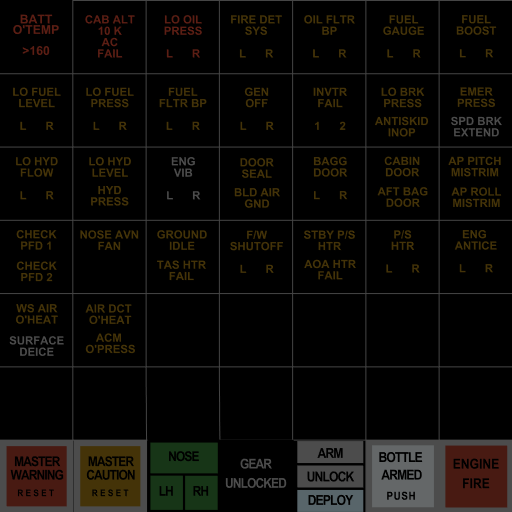 BATT
O'TEMP
>160
CAB ALT
10 K
AC
FAIL
LO OIL
PRESS
L R
FIRE DET
SYS
L R
OIL FLTR
BP
L R
FUEL
GAUGE
L R
FUEL
BOOST
L R
LO FUEL
LEVEL
L R
LO FUEL
PRESS
L R
FUEL
FLTR BP
L R
GEN
OFF
L R
INVTR
FAIL
1 2
LO BRK
PRESS
ANTISKID
INOP
EMER
PRESS
SPD BRK
EXTEND
LO HYD
FLOW
L R
LO HYD
LEVEL
HYD
PRESS
ENG
VIB
L R
DOOR
SEAL
BLD AIR
GND
BAGG
DOOR
L R
CABIN
DOOR
AFT BAG
DOOR
AP PITCH
MISTRIM
AP ROLL
MISTRIM
CHECK
PFD 1
CHECK
PFD 2
NOSE AVN
FAN
GROUND
IDLE
TAS HTR
FAIL
F/W
SHUTOFF
L R
STBY P/S
HTR
AOA HTR
FAIL
P/S
HTR
L R
ENG
ANTICE
L R
WS AIR
O'HEAT
SURFACE
DEICE
AIR DCT
O'HEAT
ACM
O'PRESS
MASTER
WARNING
RESET
MASTER
CAUTION
RESET
NOSE
LH RH
GEAR
UNLOCKED
ARM
UNLOCK
DEPLOY
BOTTLE
ARMED
PUSH
ENGINE
FIRE